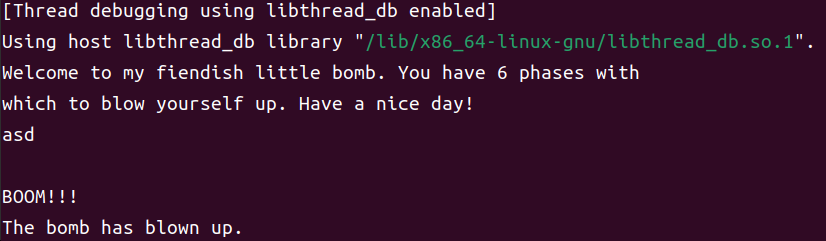 [Thread debugging using libthread_db enabled]
Using host libthread_db library "/lib/x86_64-linux-gnu/libthread_db.so.1".
Welcome to my fiendish little bomb. You have 6 phases with
which to blow yourself up. Have a nice day!
asd
BOOM!!!
The bomb has blown up.